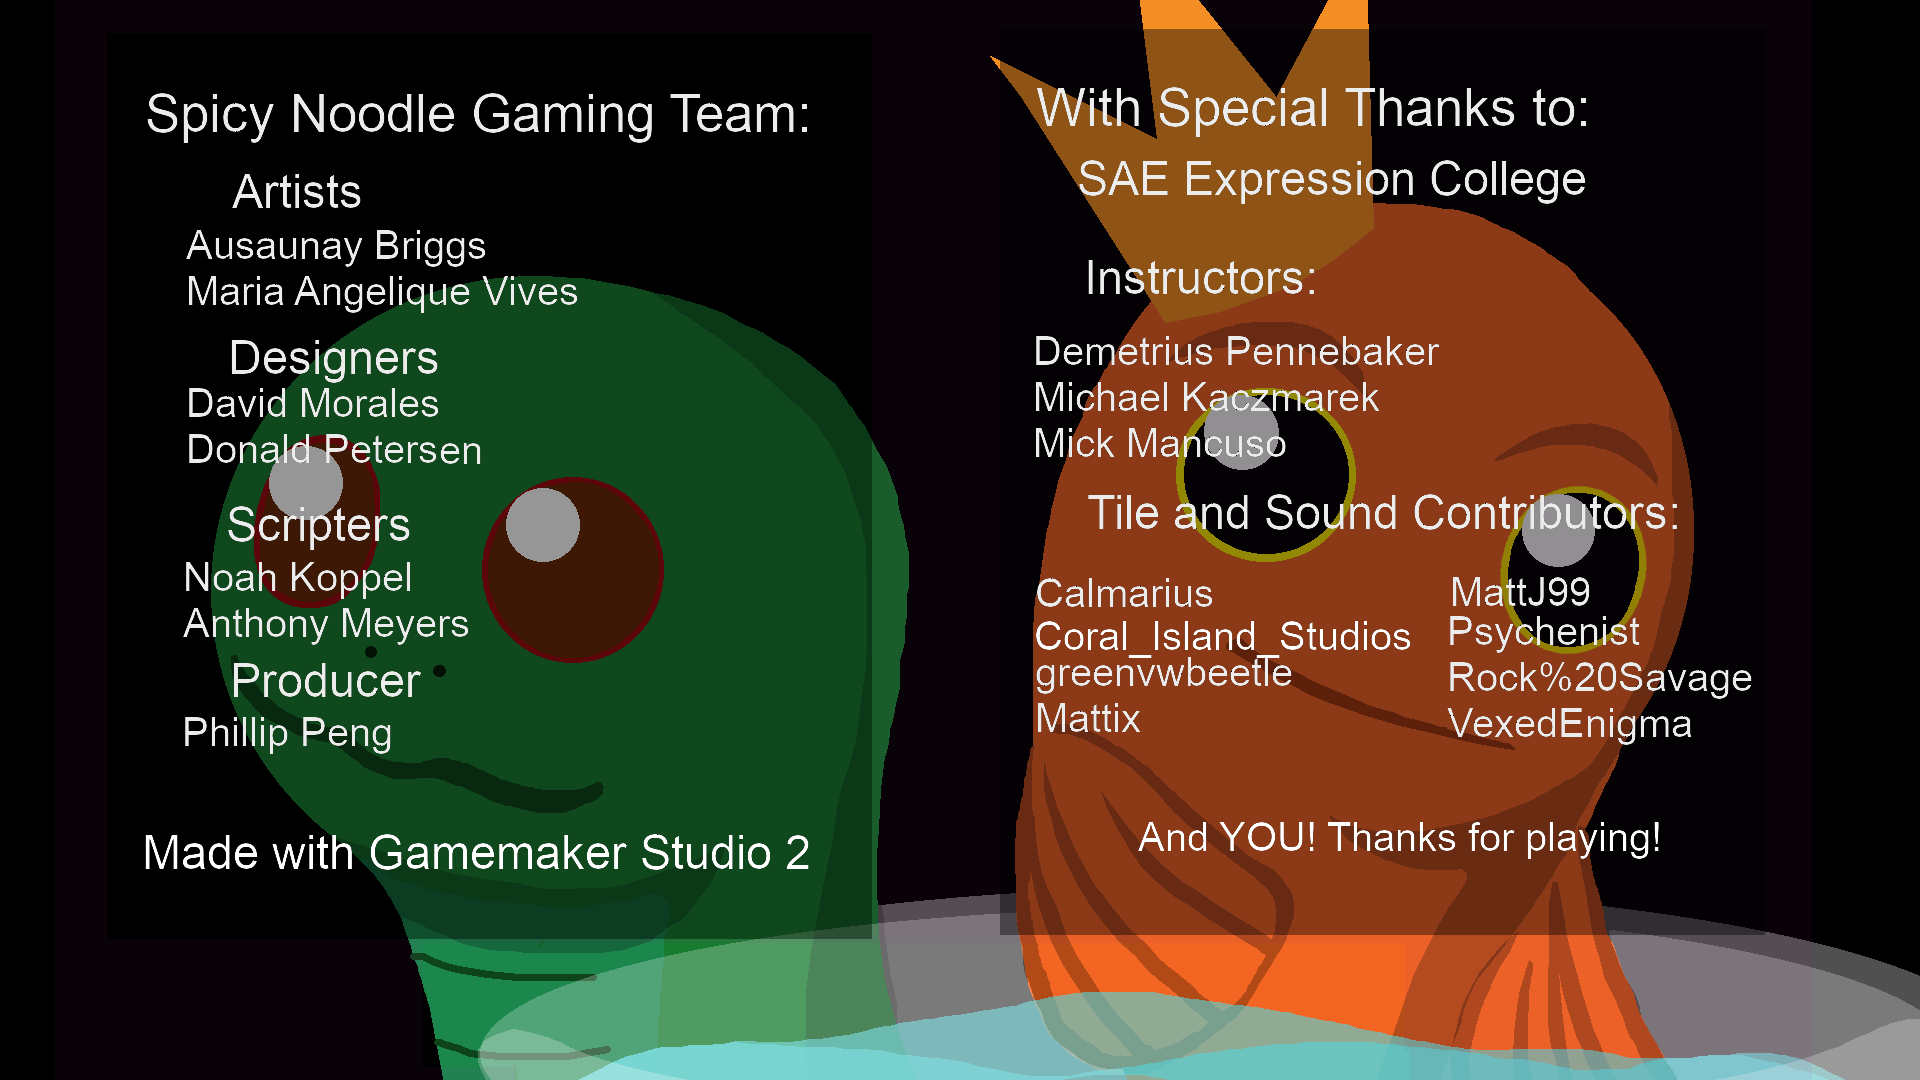 Spicy Noodle Gaming Team:
Artists
Ausaunay Briggs
Maria Angelique Vives
Designers
David Morales
Donald Petersen
Scripters
Noah Koppel
Anthony Meyers
Producer
Phillip Peng
Made with Gamemaker Studio 2
With Special Thanks to:
SAE Expression College
Instructors:
Demetrius Pennebaker
Michael Kaczmarek
Mick Mancuso
Tile and Sound Contributors:
Calmarius
Coral_Island_Studios
greenvwbeetle
Mattix
MattJ99
Psychenist
Rock%20Savage
VexedEnigma
And YOU! Thanks for playing!